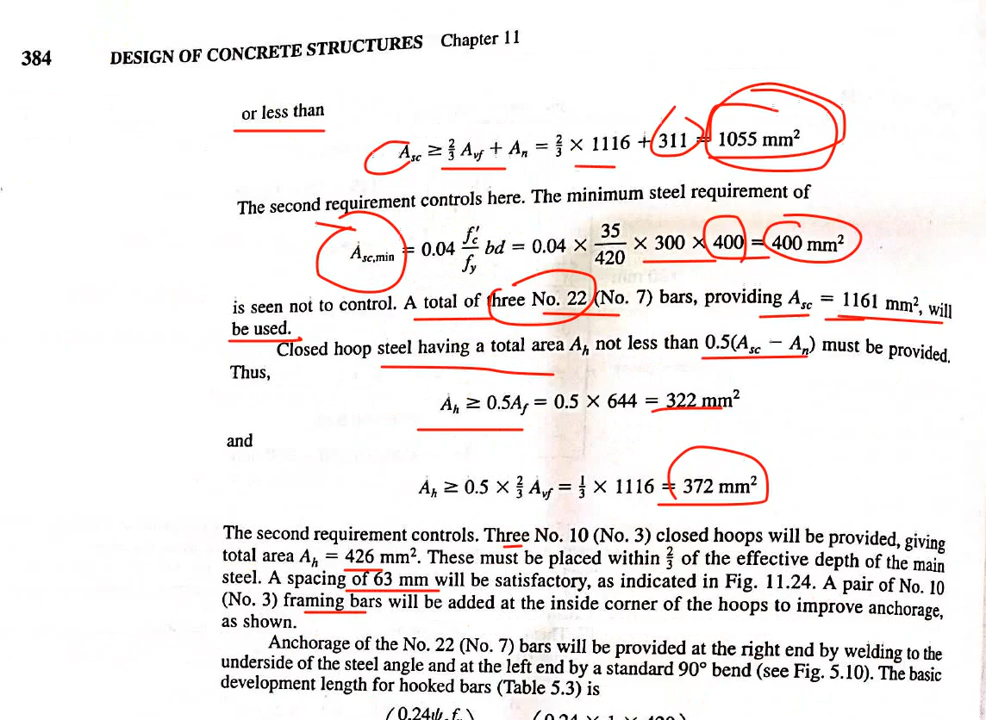 384 DESIGN OF CONCRETE STRUCTURES Chapter 11
or less than
A_sc ≥ 2/3 A_vf + A_n = 2/3 × 1116 + 311 = 1055 mm²
The second requirement controls here. The minimum steel requirement of
A_sc,min = 0.04 f'_c/f_y bd = 0.04 × 35/420 × 300 × 400 = 400 mm²
is seen not to control. A total of three No. 22 (No. 7) bars, providing A_sc = 1161 mm², will
be used.
Closed hoop steel having a total area A_h not less than 0.5(A_sc − A_n) must be provided.
Thus,
A_h ≥ 0.5A_f = 0.5 × 644 = 322 mm²
and
A_h ≥ 0.5 × 2/3 A_vf = 1/3 × 1116 = 372 mm²
The second requirement controls. Three No. 10 (No. 3) closed hoops will be provided, giving
total area A_h = 426 mm². These must be placed within 2/3 of the effective depth of the main
steel. A spacing of 63 mm will be satisfactory, as indicated in Fig. 11.24. A pair of No. 10
(No. 3) framing bars will be added at the inside corner of the hoops to improve anchorage,
as shown.
Anchorage of the No. 22 (No. 7) bars will be provided at the right end by welding to the
underside of the steel angle and at the left end by a standard 90° bend (see Fig. 5.10). The basic
development length for hooked bars (Table 5.3) is